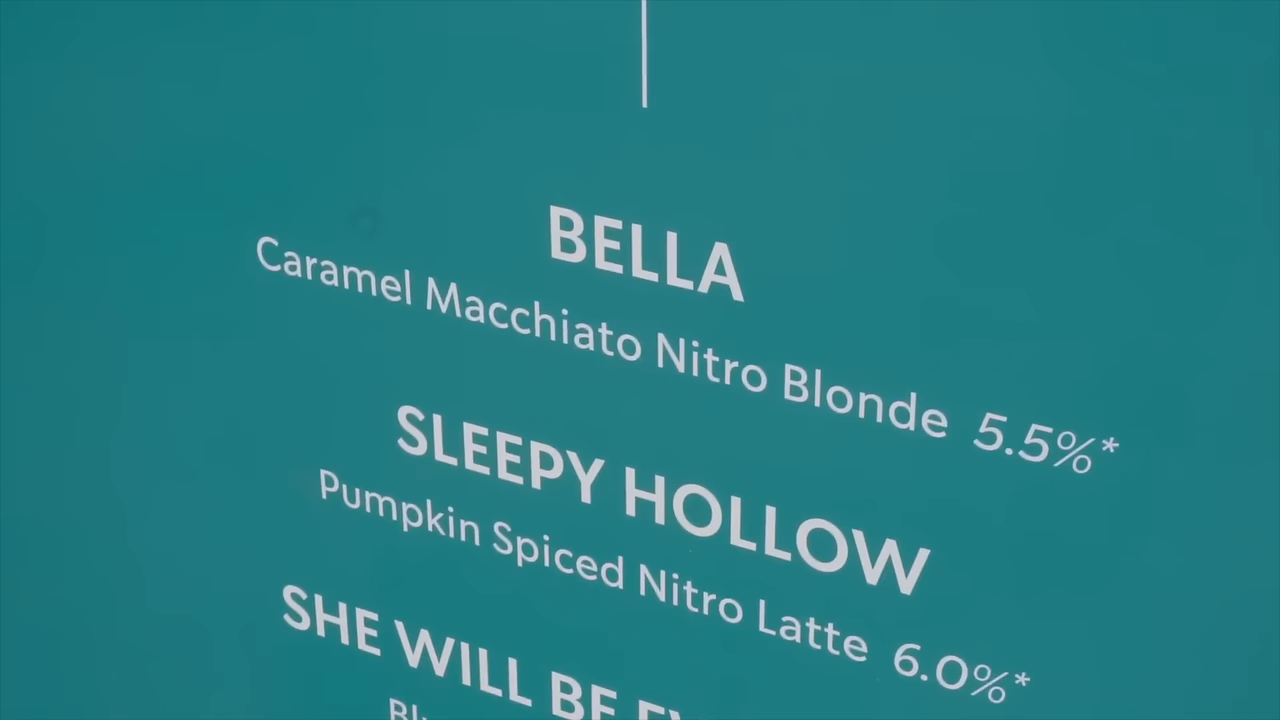 BELLA
Caramel Macchiato Nitro Blonde 5.5%*
SLEEPY HOLLOW
Pumpkin Spiced Nitro Latte 6.0%*
SHE WILL BE